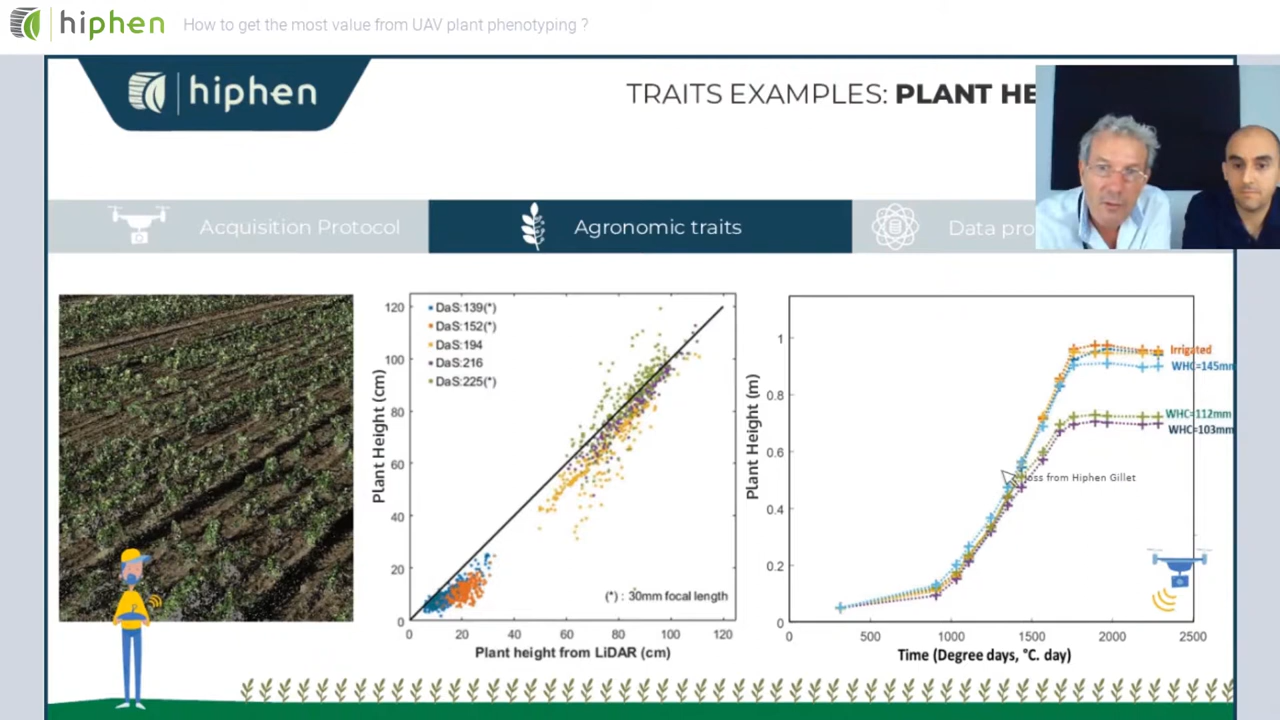 hiphen How to get the most value from UAV plant phenotyping ?
hiphen
TRAITS EXAMPLES: PLANT HE
Acquisition Protocol
Agronomic traits
Data pro
Plant Height (cm)
120
100
80
60
40
20
0
DaS:139(*)
DaS:152(*)
DaS:194
DaS:216
DaS:225(*)
(*) : 30mm focal length
0 20 40 60 80 100 120
Plant height from LiDAR (cm)
Plant Height (m)
1
0.8
0.6
0.4
0.2
0
Irrigated
WHC=145mm
WHC=112mm
WHC=103mm
from Hiphen Gillet
0 500 1000 1500 2000 2500
Time (Degree days, °C. day)